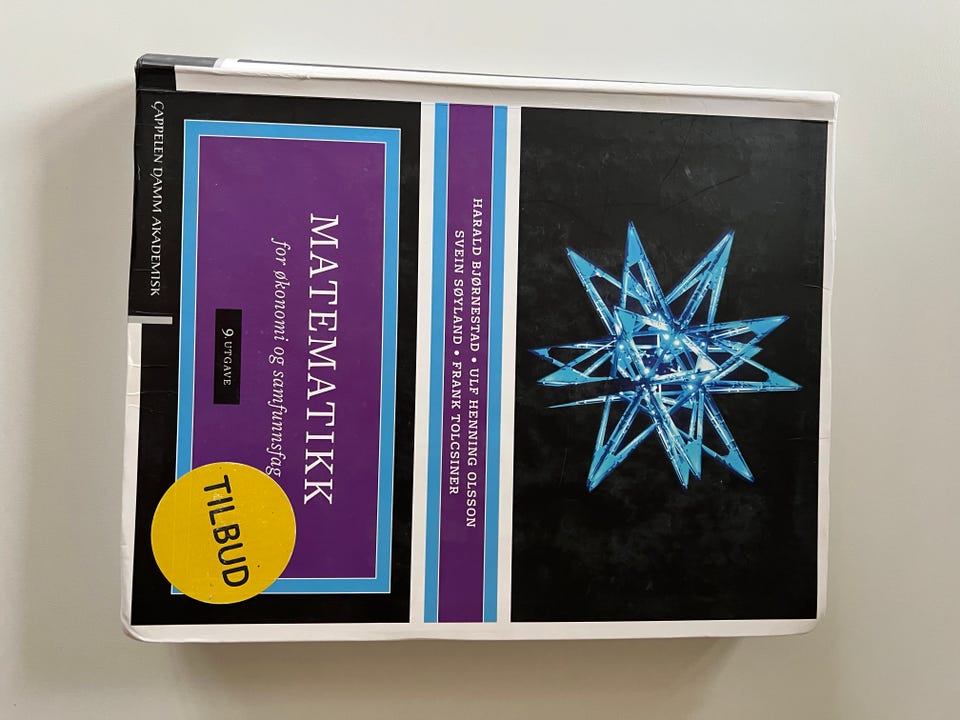 HARALD BJØRNESTAD • ULF HENNING OLSSON
SVEIN SØYLAND • FRANK TOLCSINER
MATEMATIKK
for økonomi og samfunnsfag
9. UTGAVE
TILBUD
CAPPELEN DAMM AKADEMISK